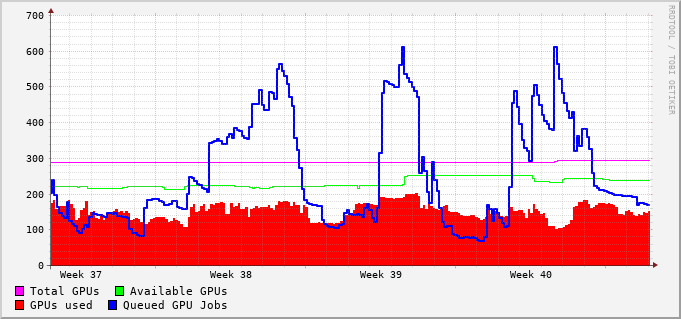 700
600
500
400
300
200
100
0
Week 37 Week 38 Week 39 Week 40
Total GPUs Available GPUs
GPUs used Queued GPU Jobs
RRDTOOL / TOBI OETIKER